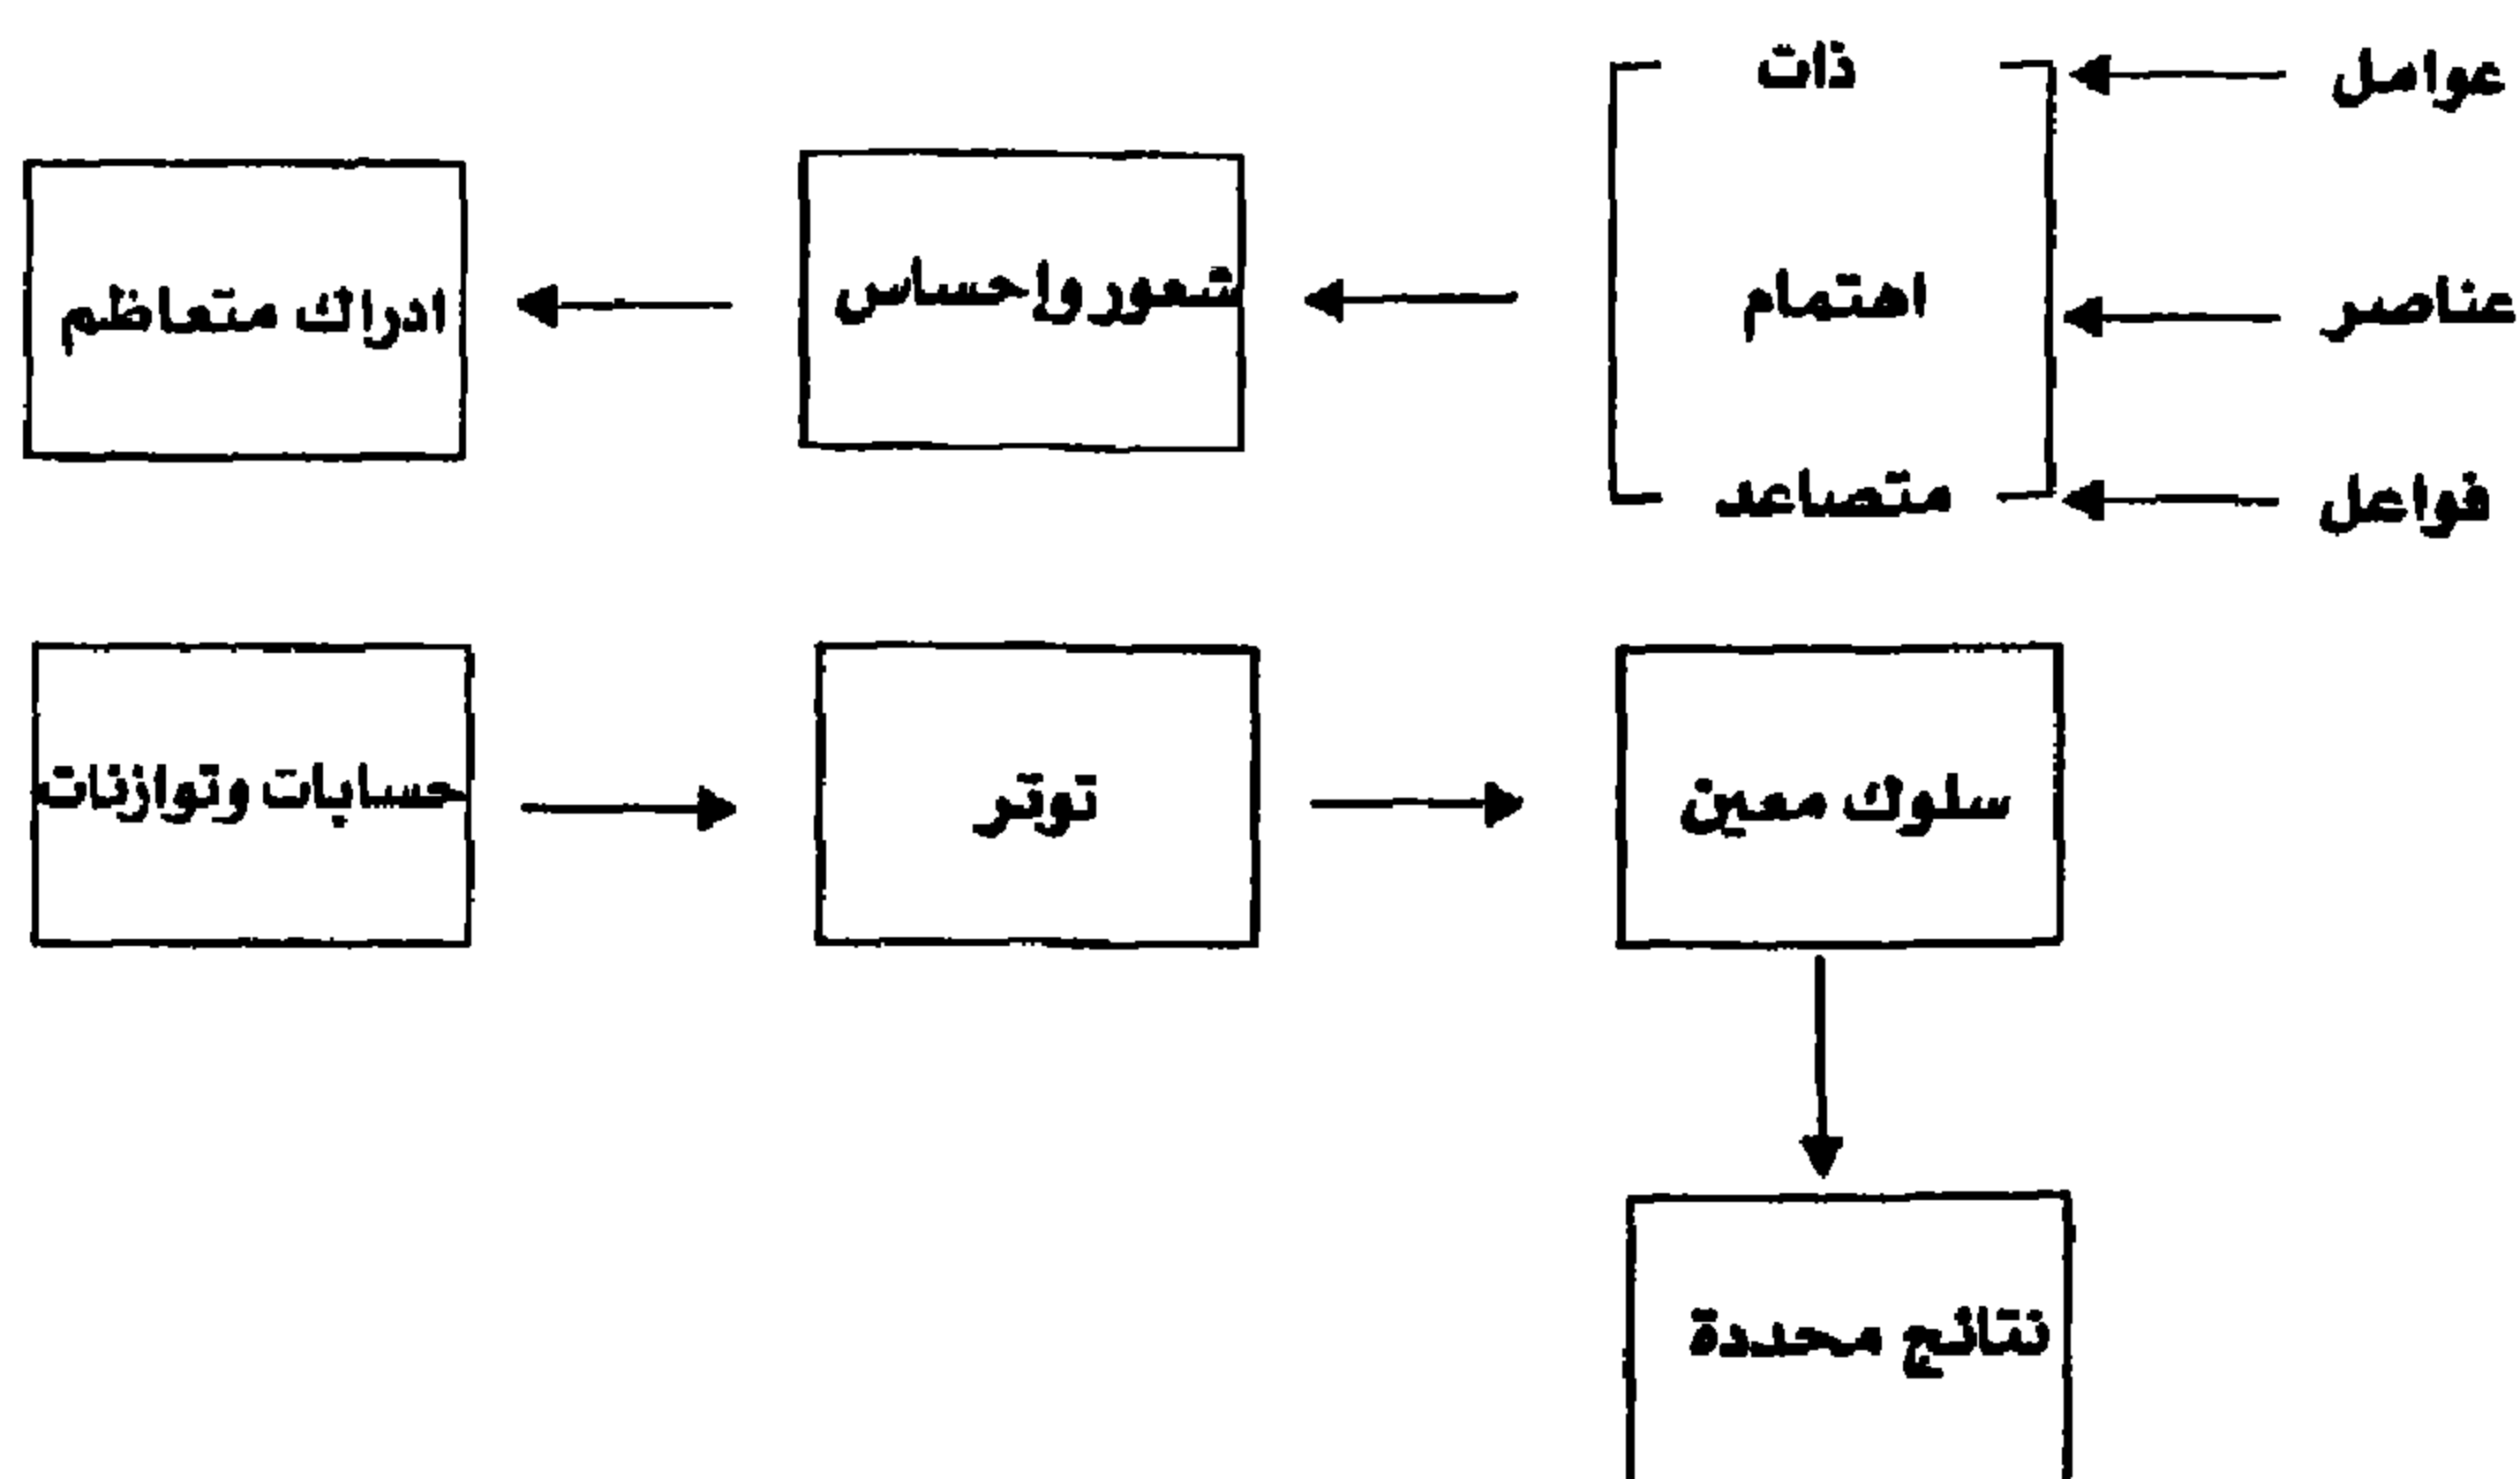 عوامل
ذات
عناصر
اهتمام
فواعل
متصاعد
شعور واحساس
ادراك متعاظم
حسابات وتوازنات
توتر
سلوك معين
نتائج محددة